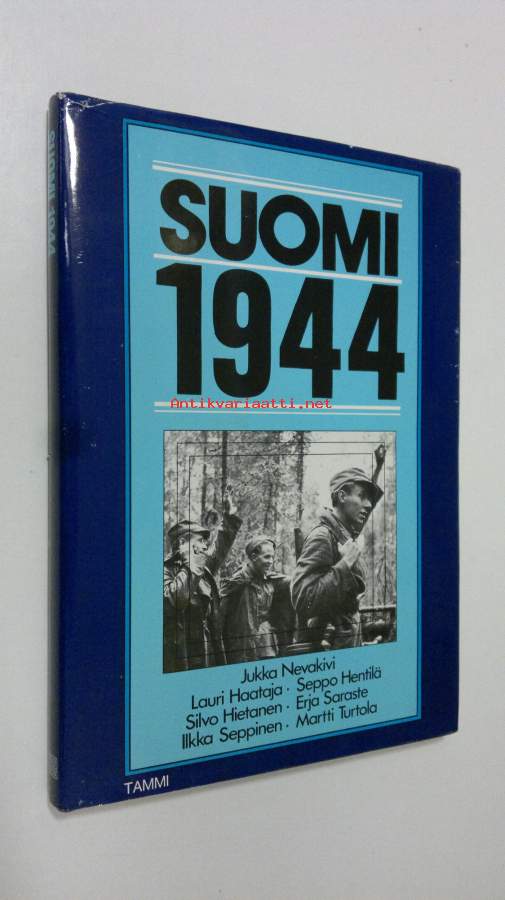 SUOMI 1944
SUOMI
1944
Antikvariaatti.net
Jukka Nevakivi
Lauri Haataja · Seppo Hentilä
Silvo Hietanen · Erja Saraste
Ilkka Seppinen · Martti Turtola
TAMMI